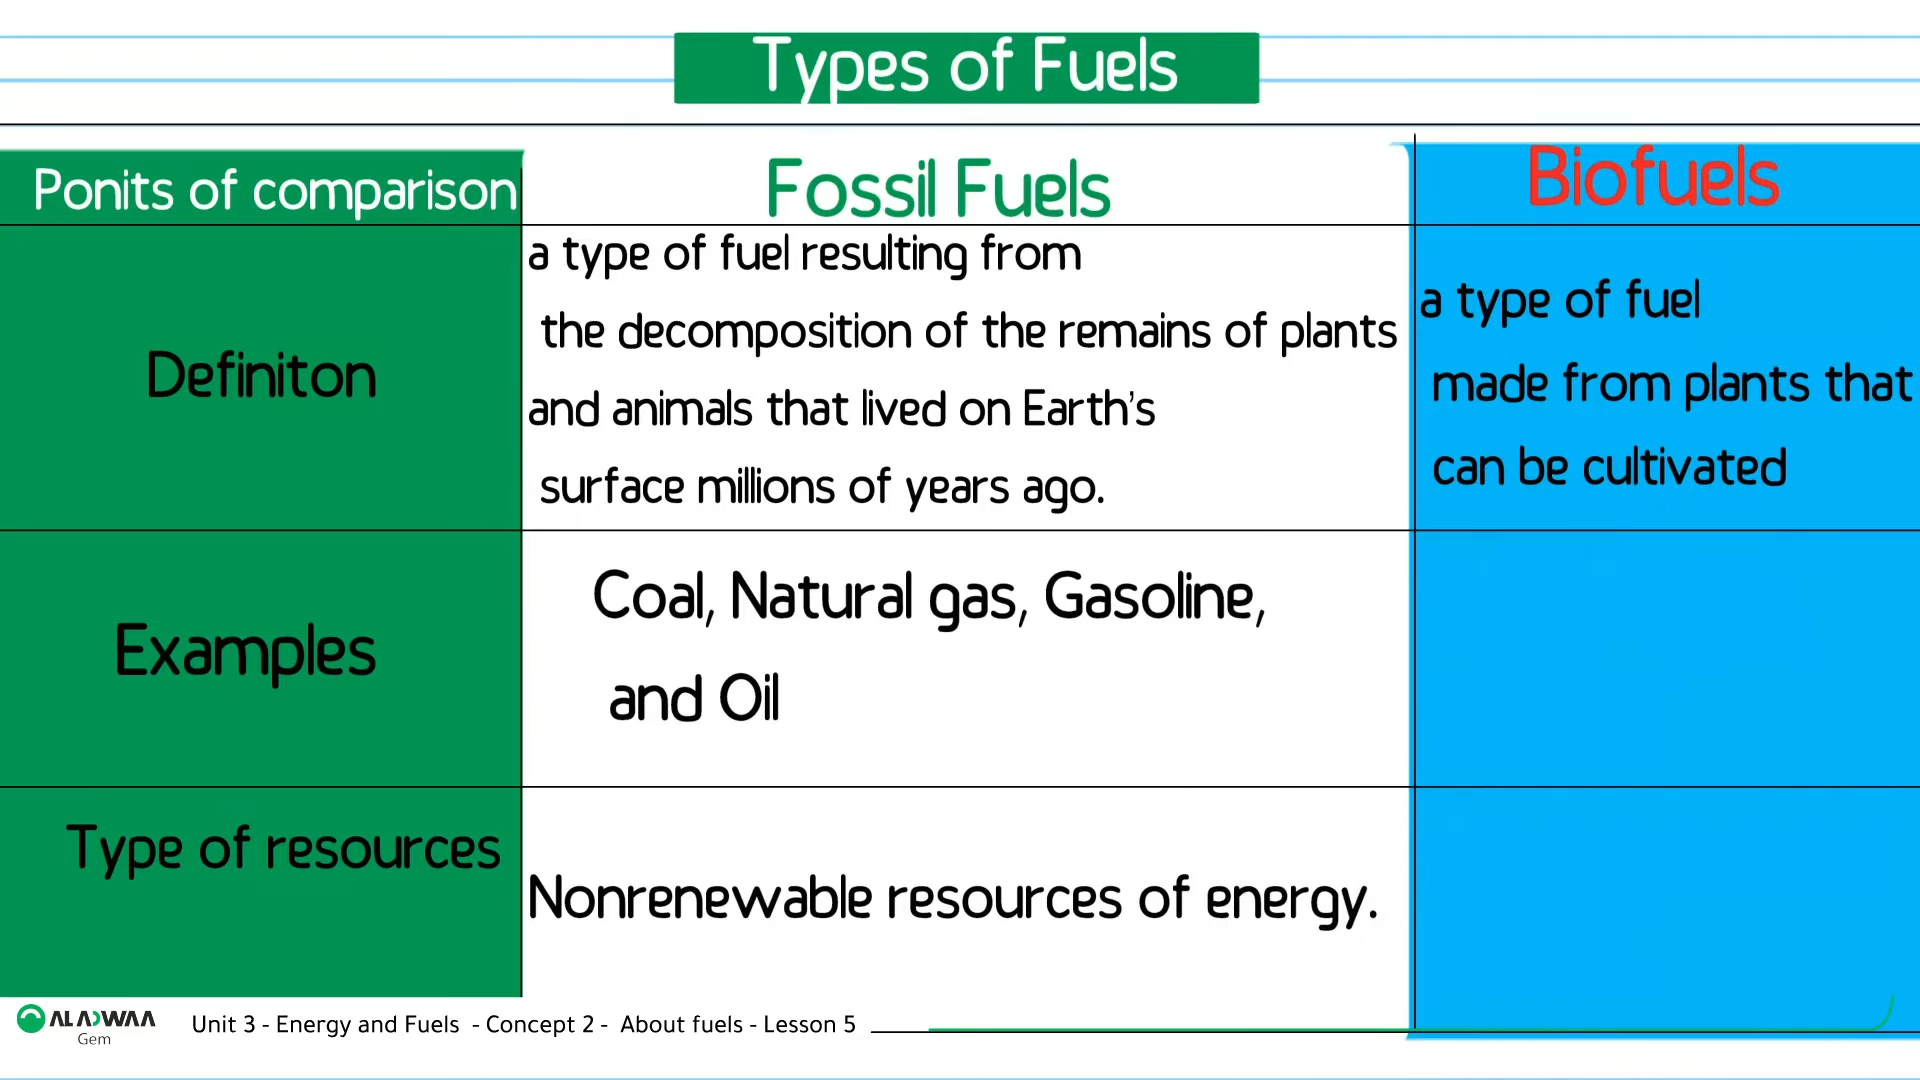 Types of Fuels
Ponits of comparison
Fossil Fuels
Biofuels
Definiton
a type of fuel resulting from
the decomposition of the remains of plants
and animals that lived on Earth's
surface millions of years ago.
a type of fuel
made from plants that
can be cultivated
Examples
Coal, Natural gas, Gasoline,
and Oil
Type of resources
Nonrenewable resources of energy.
ALADWAA
Gem
Unit 3 - Energy and Fuels - Concept 2 - About fuels - Lesson 5